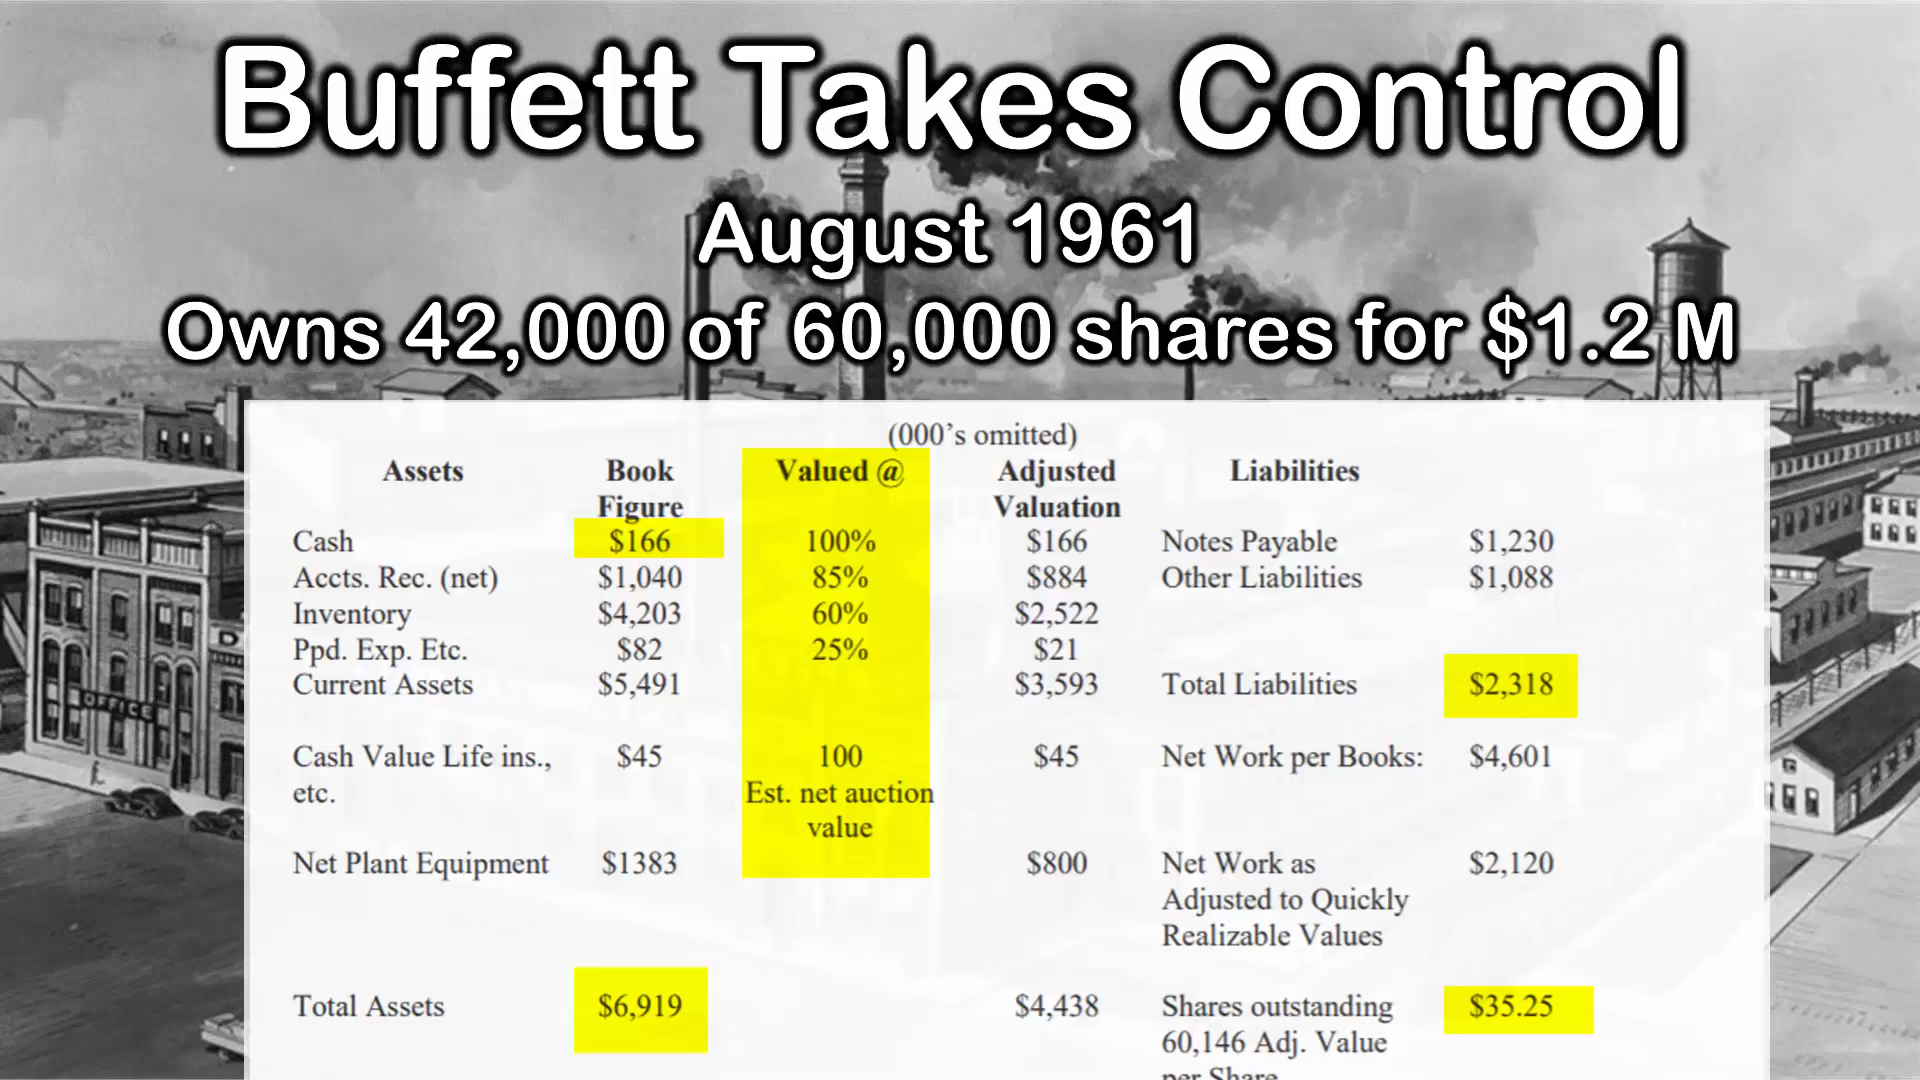 Buffett Takes Control
August 1961
Owns 42,000 of 60,000 shares for $1.2 M
(000's omitted)
Assets Book Figure Valued @ Adjusted Valuation Liabilities
Cash $166 100% $166 Notes Payable $1,230
Accts. Rec. (net) $1,040 85% $884 Other Liabilities $1,088
Inventory $4,203 60% $2,522
Ppd. Exp. Etc. $82 25% $21
Current Assets $5,491 $3,593 Total Liabilities $2,318
Cash Value Life ins., $45 100 $45 Net Work per Books: $4,601
etc. Est. net auction
value
Net Plant Equipment $1383 $800 Net Work as $2,120
Adjusted to Quickly
Realizable Values
Total Assets $6,919 $4,438 Shares outstanding $35.25
60,146 Adj. Value
per Share
OFFICE